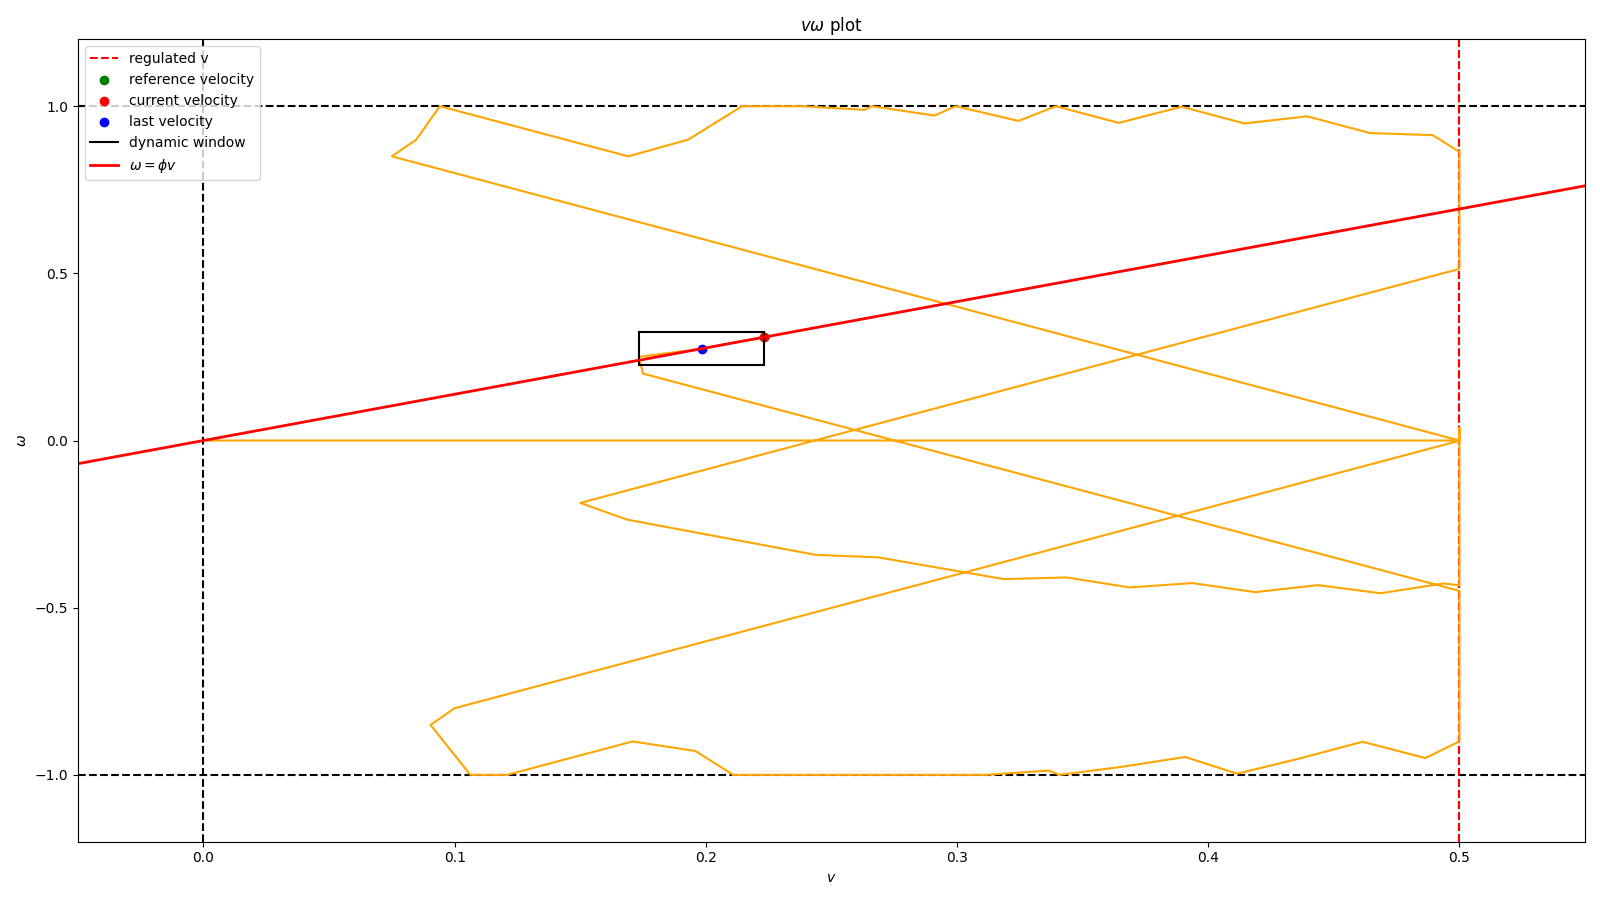 vω plot
regulated v
reference velocity
current velocity
last velocity
dynamic window
ω = ϕv
1.0
0.5
0.0
−0.5
−1.0
ω
0.0 0.1 0.2 0.3 0.4 0.5
v